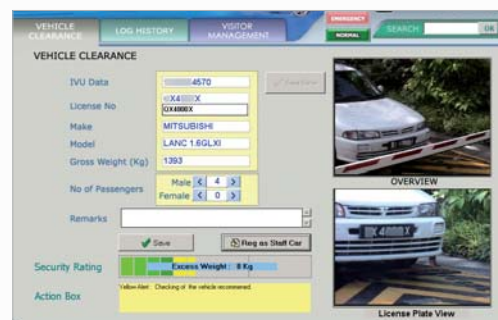 VEHICLE CLEARANCE
LOG HISTORY
VISITOR MANAGEMENT
EMERGENCY
NORMAL
SEARCH
OK
VEHICLE CLEARANCE
IVU Data
4570
License No
X4 X
QX4000X
Make
MITSUBISHI
Model
LANC 1.6GLXI
Gross Weight (Kg)
1393
No of Passengers
Male < 4 >
Female < 0 >
Remarks
Save
Reg as Staff Car
Security Rating
Excess Weight : 8 Kg
Action Box
Yellow Alert : Checking of the vehicle recommened.
OVERVIEW
License Plate View